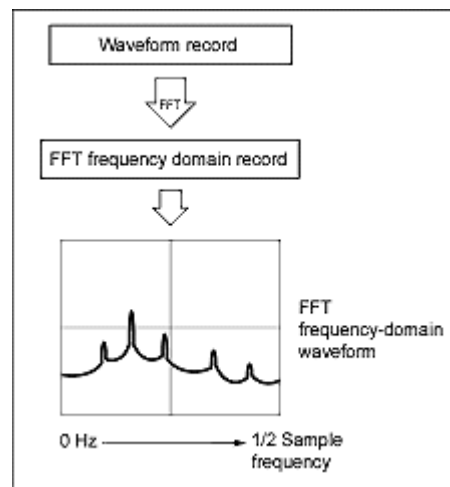 Waveform record
FFT
FFT frequency domain record
FFT
frequency-domain
waveform
0 Hz
1/2 Sample
frequency